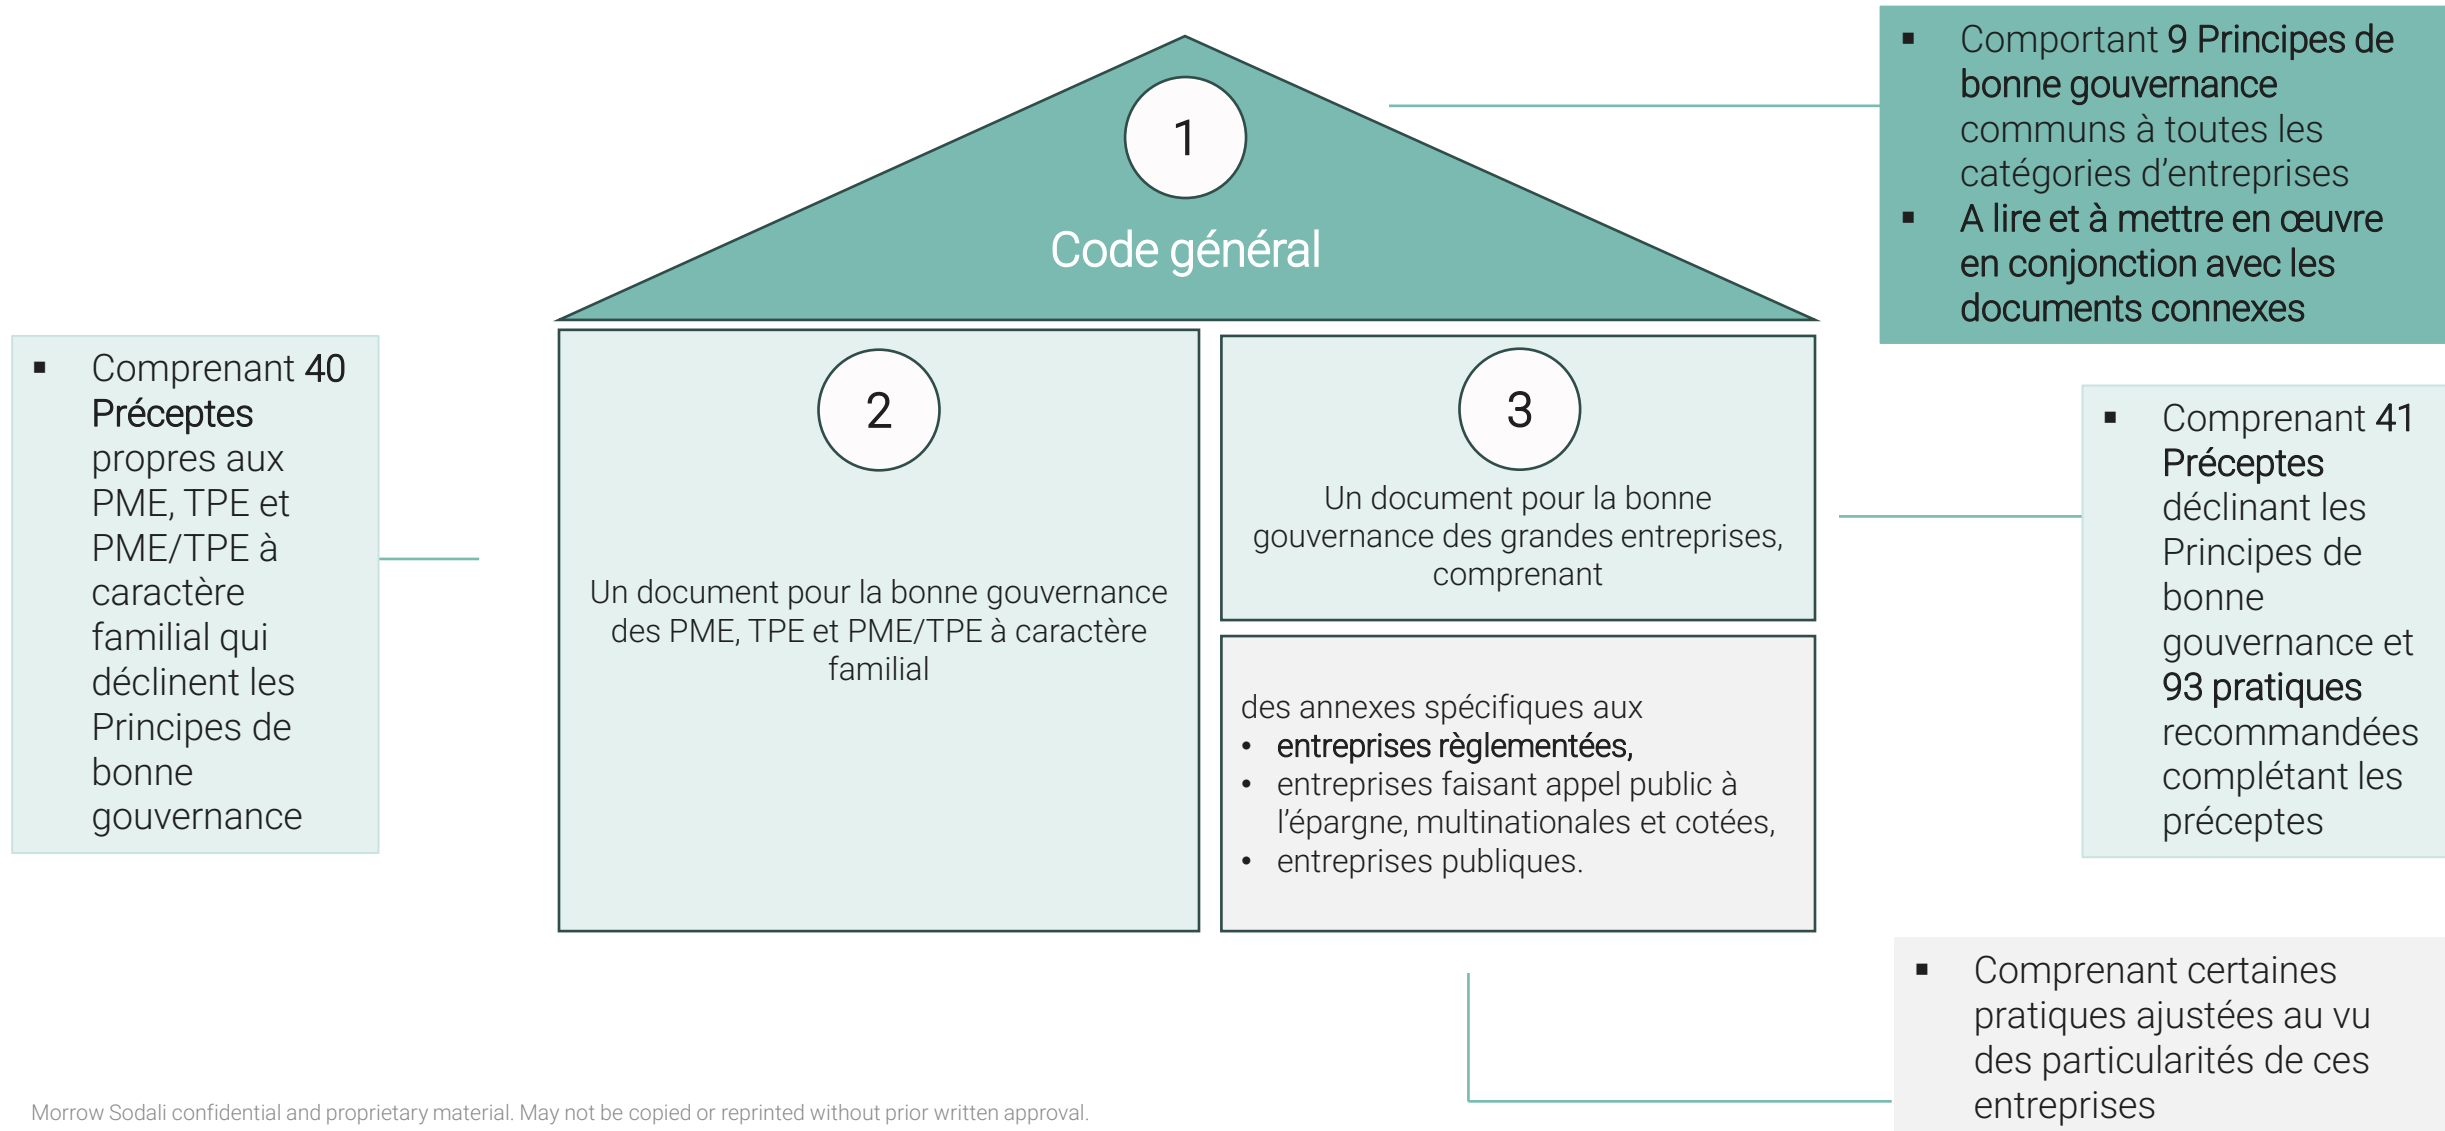 1
Code général
▪ Comportant 9 Principes de
bonne gouvernance
communs à toutes les
catégories d'entreprises
▪ A lire et à mettre en œuvre
en conjonction avec les
documents connexes
▪ Comprenant 40
Préceptes
propres aux
PME, TPE et
PME/TPE à
caractère
familial qui
déclinent les
Principes de
bonne
gouvernance
2
Un document pour la bonne gouvernance
des PME, TPE et PME/TPE à caractère
familial
3
Un document pour la bonne
gouvernance des grandes entreprises,
comprenant
des annexes spécifiques aux
• entreprises règlementées,
• entreprises faisant appel public à
l'épargne, multinationales et cotées,
• entreprises publiques.
▪ Comprenant 41
Préceptes
déclinant les
Principes de
bonne
gouvernance et
93 pratiques
recommandées
complétant les
préceptes
▪ Comprenant certaines
pratiques ajustées au vu
des particularités de ces
entreprises
Morrow Sodali confidential and proprietary material. May not be copied or reprinted without prior written approval.